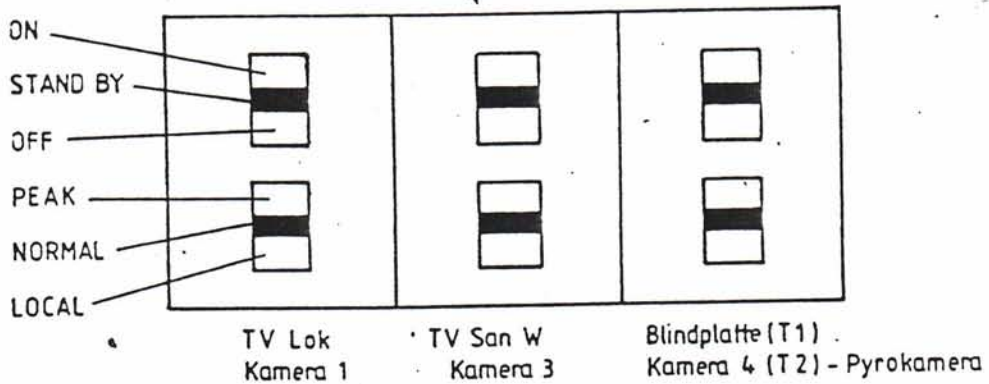 ON
STAND BY
OFF
PEAK
NORMAL
LOCAL
TV Lok
Kamera 1
TV San W
Kamera 3
Blindplatte (T1)
Kamera 4 (T2) - Pyrokamera